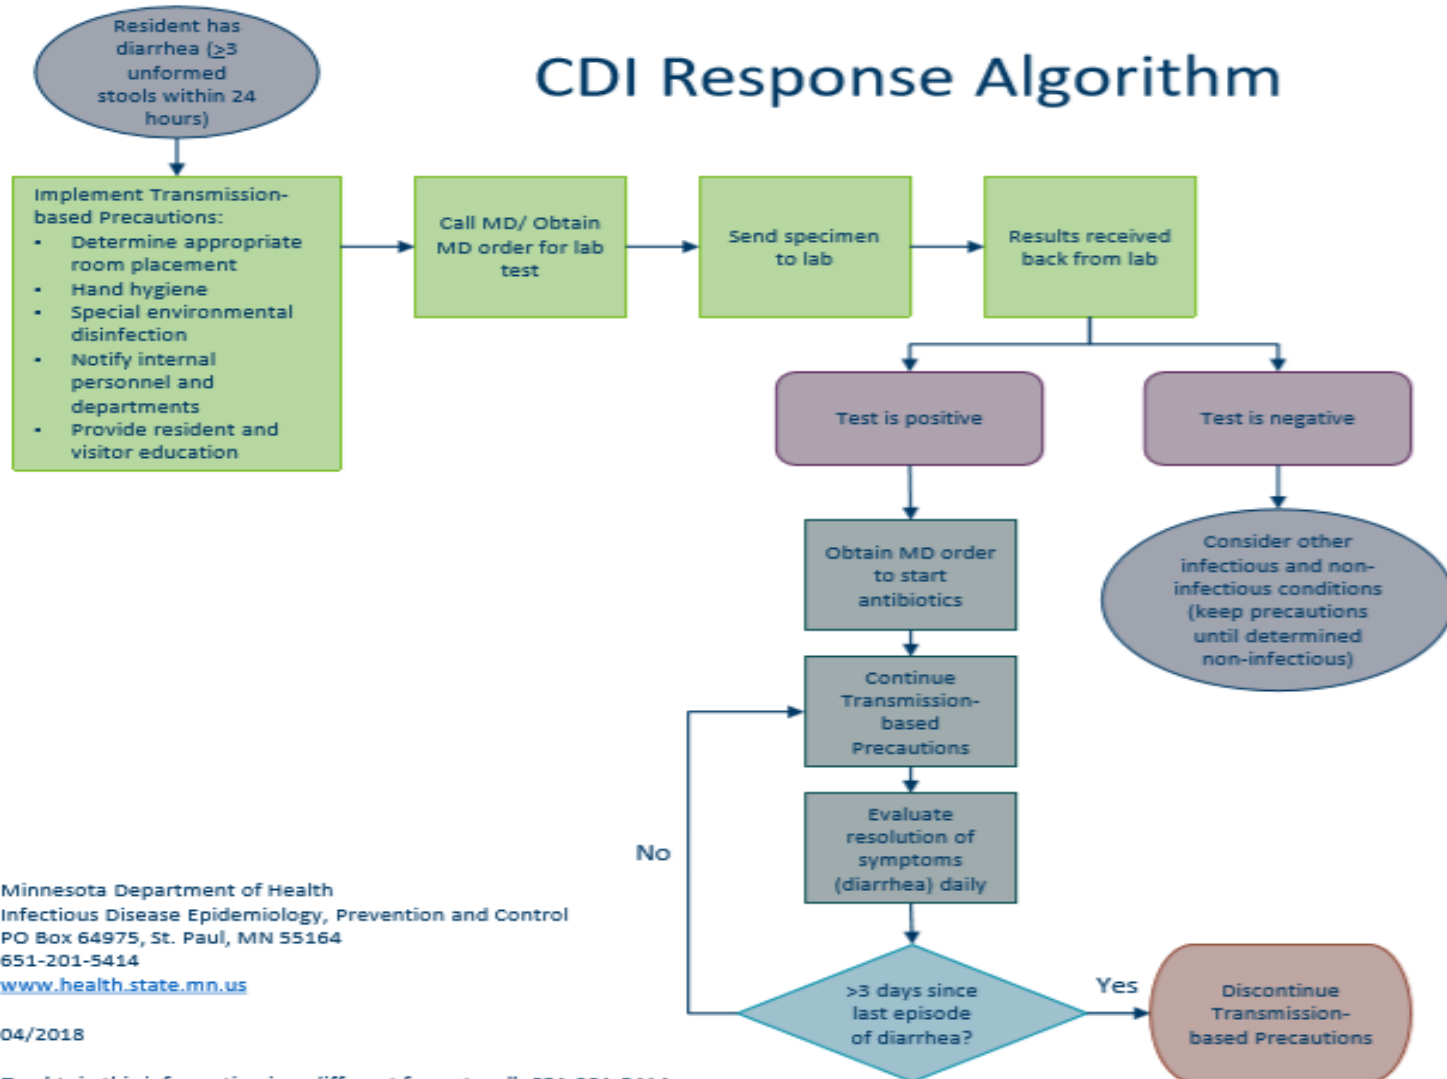 Resident has
diarrhea (≥3
unformed
stools within 24
hours)
CDI Response Algorithm
Implement Transmission-
based Precautions:
• Determine appropriate
room placement
• Hand hygiene
• Special environmental
disinfection
• Notify internal
personnel and
departments
• Provide resident and
visitor education
Call MD/ Obtain
MD order for lab
test
Send specimen
to lab
Results received
back from lab
Test is positive
Test is negative
Obtain MD order
to start
antibiotics
Consider other
infectious and non-
infectious conditions
(keep precautions
until determined
non-infectious)
Continue
Transmission-
based
Precautions
Evaluate
resolution of
symptoms
(diarrhea) daily
No
>3 days since
last episode
of diarrhea?
Yes
Discontinue
Transmission-
based Precautions
Minnesota Department of Health
Infectious Disease Epidemiology, Prevention and Control
PO Box 64975, St. Paul, MN 55164
651-201-5414
www.health.state.mn.us
04/2018